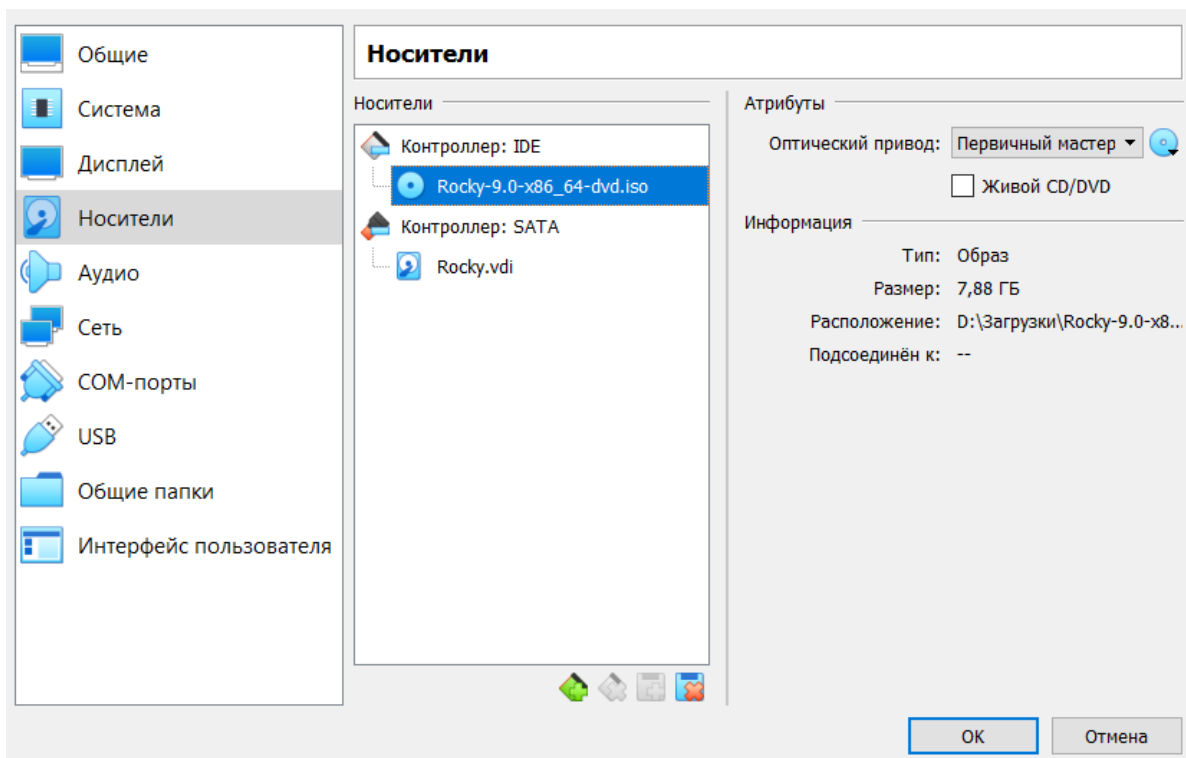 Общие
Система
Дисплей
Носители
Аудио
Сеть
COM-порты
USB
Общие папки
Интерфейс пользователя
Носители
Носители
Контроллер: IDE
Rocky-9.0-x86_64-dvd.iso
Контроллер: SATA
Rocky.vdi
Атрибуты
Оптический привод: Первичный мастер
Живой CD/DVD
Информация
Тип: Образ
Размер: 7,88 ГБ
Расположение: D:\Загрузки\Rocky-9.0-x8...
Подсоединён к: --
OK Отмена